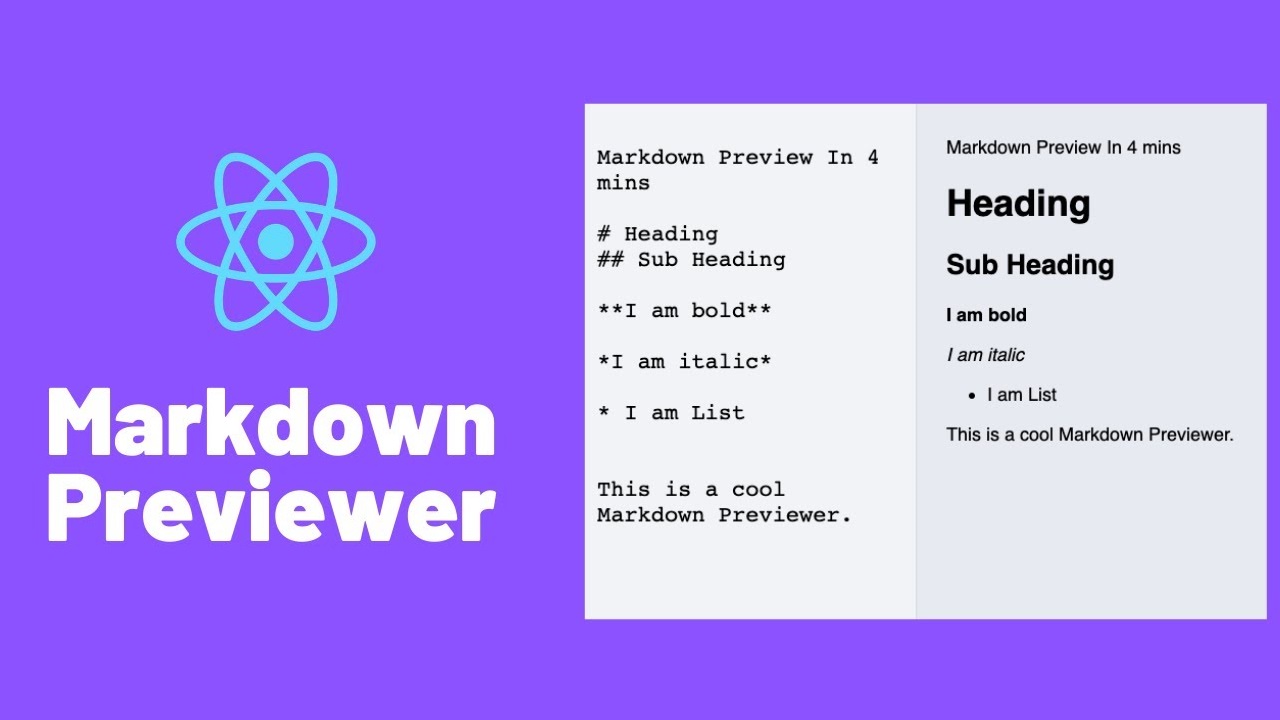 Markdown
Previewer
Markdown Preview In 4
mins
# Heading
## Sub Heading
**I am bold**
*I am italic*
* I am List
This is a cool
Markdown Previewer.
Markdown Preview In 4 mins
Heading
Sub Heading
I am bold
I am italic
• I am List
This is a cool Markdown Previewer.